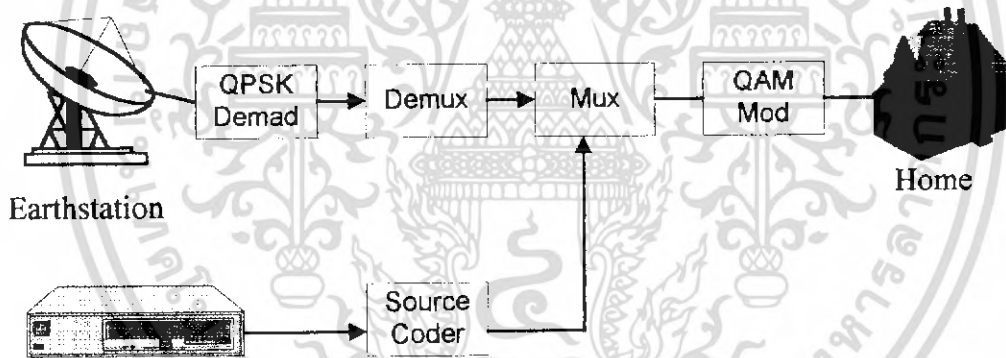 QPSK
Demad
Demux
Mux
QAM
Mod
Home
Earthstation
Source
Coder